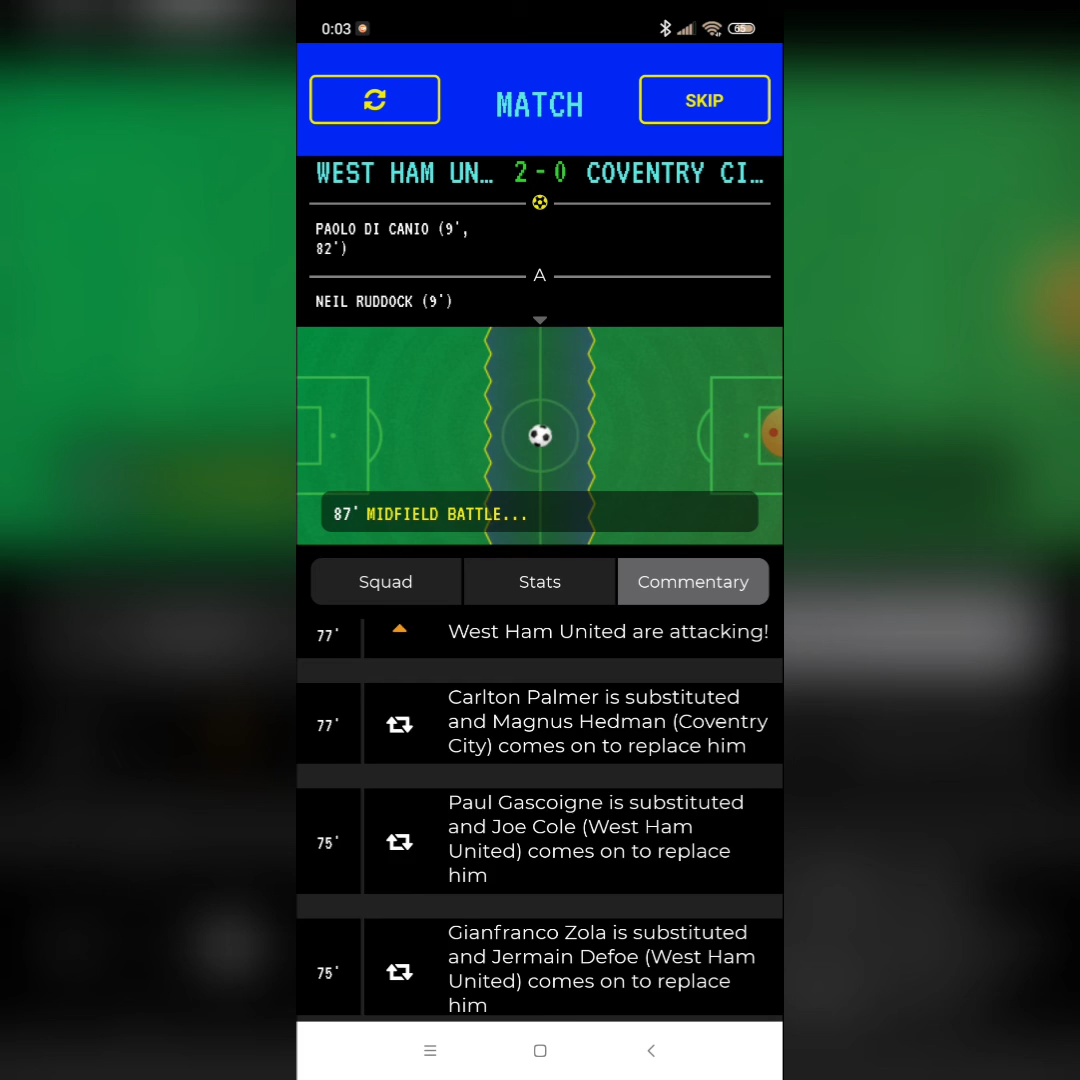 0:03
65
MATCH
SKIP
WEST HAM UN… 2-0 COVENTRY CI…
PAOLO DI CANIO (9',
82')
A
NEIL RUDDOCK (9')
87' MIDFIELD BATTLE...
Squad
Stats
Commentary
77'
West Ham United are attacking!
77'
Carlton Palmer is substituted
and Magnus Hedman (Coventry
City) comes on to replace him
75'
Paul Gascoigne is substituted
and Joe Cole (West Ham
United) comes on to replace
him
75'
Gianfranco Zola is substituted
and Jermain Defoe (West Ham
United) comes on to replace
him